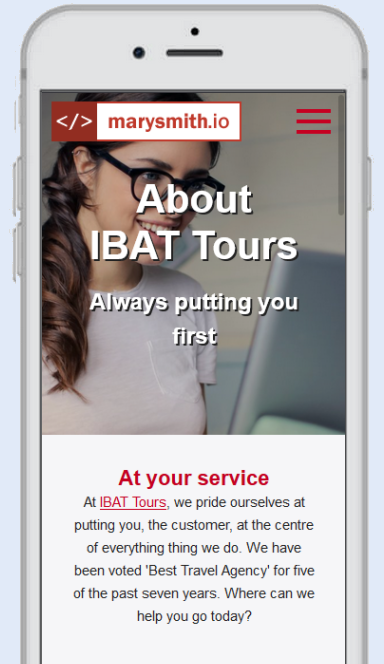 </> marysmith.io
About
IBAT Tours
Always putting you
first
At your service
At IBAT Tours, we pride ourselves at
putting you, the customer, at the centre
of everything thing we do. We have
been voted 'Best Travel Agency' for five
of the past seven years. Where can we
help you go today?